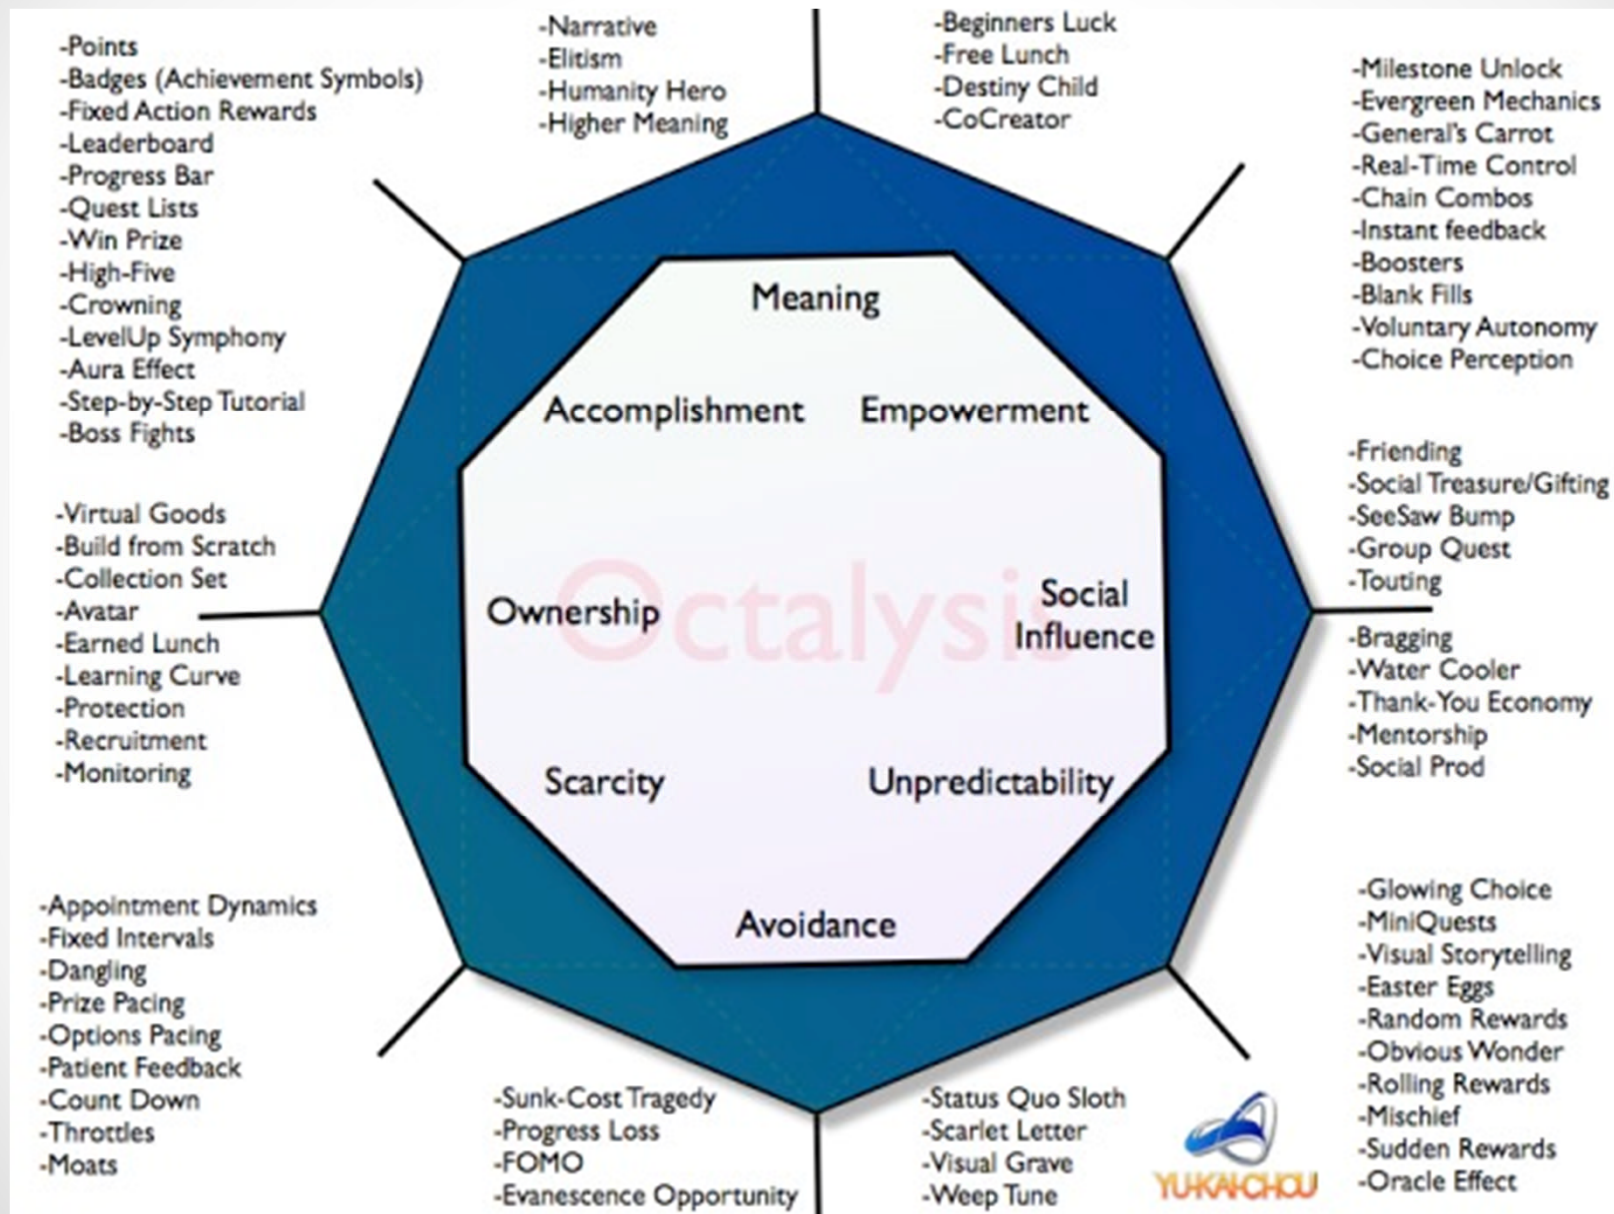 -Narrative
-Elitism
-Humanity Hero
-Higher Meaning
-Beginners Luck
-Free Lunch
-Destiny Child
-CoCreator
-Points
-Badges (Achievement Symbols)
-Fixed Action Rewards
-Leaderboard
-Progress Bar
-Quest Lists
-Win Prize
-High-Five
-Crowning
-LevelUp Symphony
-Aura Effect
-Step-by-Step Tutorial
-Boss Fights
-Milestone Unlock
-Evergreen Mechanics
-General's Carrot
-Real-Time Control
-Chain Combos
-Instant feedback
-Boosters
-Blank Fills
-Voluntary Autonomy
-Choice Perception
Meaning
Accomplishment
Empowerment
Octalysis
Ownership
Social
Influence
Scarcity
Unpredictability
Avoidance
-Virtual Goods
-Build from Scratch
-Collection Set
-Avatar
-Earned Lunch
-Learning Curve
-Protection
-Recruitment
-Monitoring
-Friending
-Social Treasure/Gifting
-SeeSaw Bump
-Group Quest
-Touting
-Bragging
-Water Cooler
-Thank-You Economy
-Mentorship
-Social Prod
-Appointment Dynamics
-Fixed Intervals
-Dangling
-Prize Pacing
-Options Pacing
-Patient Feedback
-Count Down
-Throttles
-Moats
-Sunk-Cost Tragedy
-Progress Loss
-FOMO
-Evanescence Opportunity
-Status Quo Sloth
-Scarlet Letter
-Visual Grave
-Weep Tune
YU-KAI-CHOU
-Glowing Choice
-MiniQuests
-Visual Storytelling
-Easter Eggs
-Random Rewards
-Obvious Wonder
-Rolling Rewards
-Mischief
-Sudden Rewards
-Oracle Effect